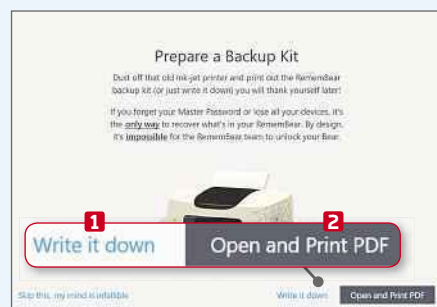 Prepare a Backup Kit
Dust off that old ink-jet printer and print out the RememBear
backup kit (or just write it down) you will thank yourself later!
If you forget your Master Password or lose all your devices, it's
the only way to recover what's in your RememBear. By design,
it's impossible for the RememBear team to unlock your Bear.
1
2
Write it down
Open and Print PDF
Skip this, my mind is infallible
Write it down
Open and Print PDF